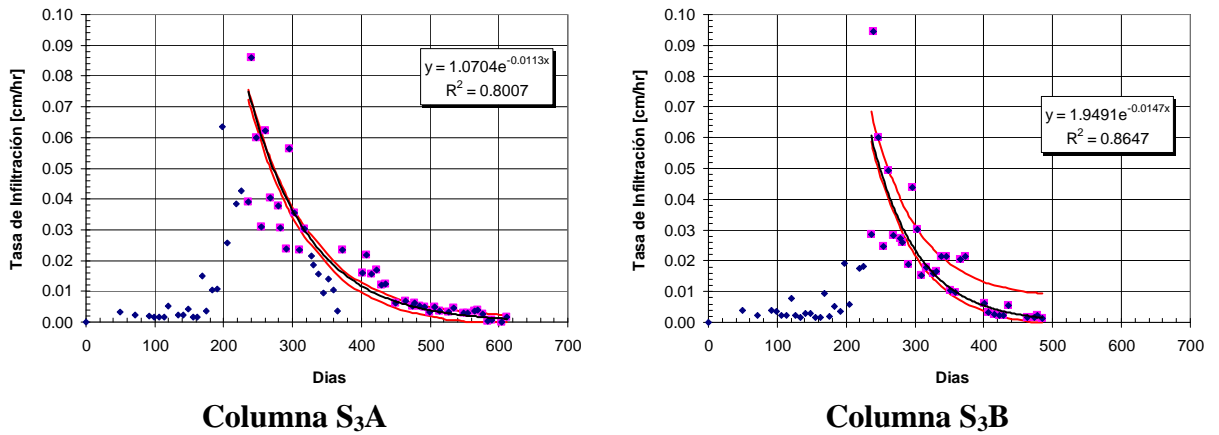 0.10
0.09
0.08
0.07
0.06
0.05
0.04
0.03
0.02
0.01
0.00
Tasa de Infiltración [cm/hr]
y = 1.0704e^-0.0113x
R² = 0.8007
0 100 200 300 400 500 600 700
Dias
Columna S₃A
0.10
0.09
0.08
0.07
0.06
0.05
0.04
0.03
0.02
0.01
0.00
Tasa de Infiltración [cm/hr]
y = 1.9491e^-0.0147x
R² = 0.8647
0 100 200 300 400 500 600 700
Dias
Columna S₃B